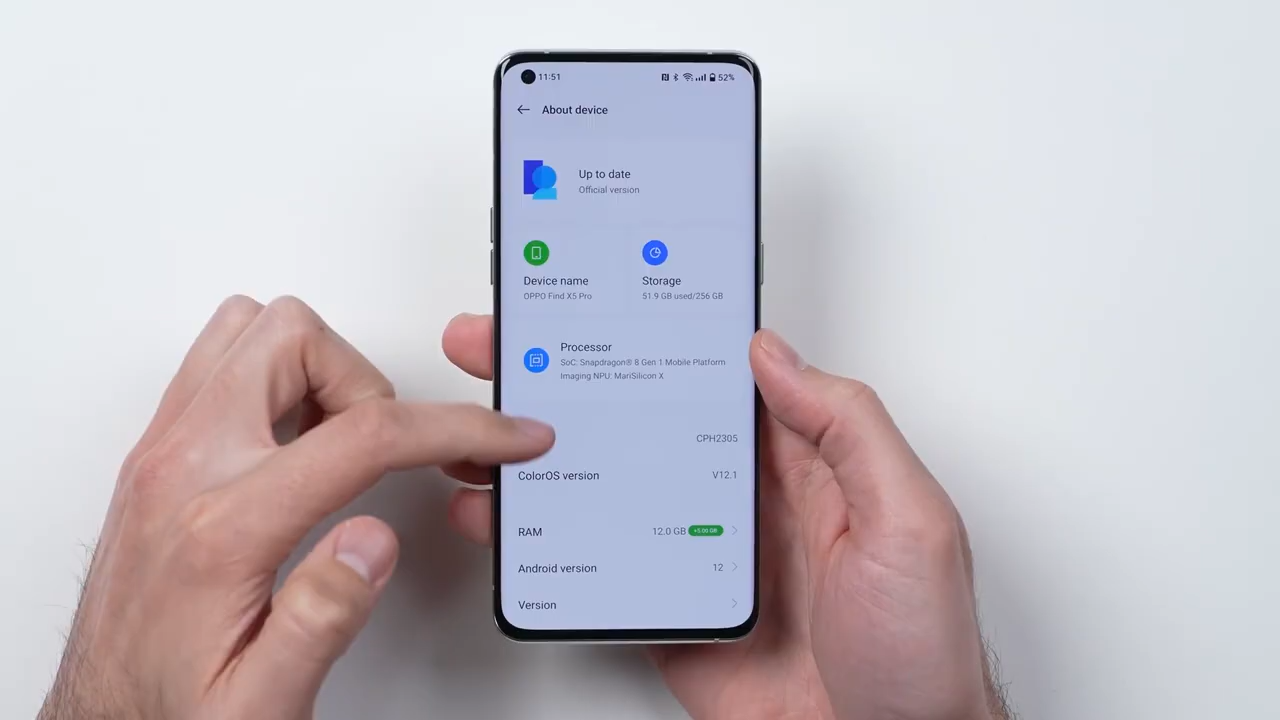 11:51
52%
About device
Up to date
Official version
Device name
OPPO Find X5 Pro
Storage
51.9 GB used/256 GB
Processor
SoC: Snapdragon® 8 Gen 1 Mobile Platform
Imaging NPU: MariSilicon X
CPH2305
ColorOS version
V12.1
RAM
12.0 GB
Android version
12
Version